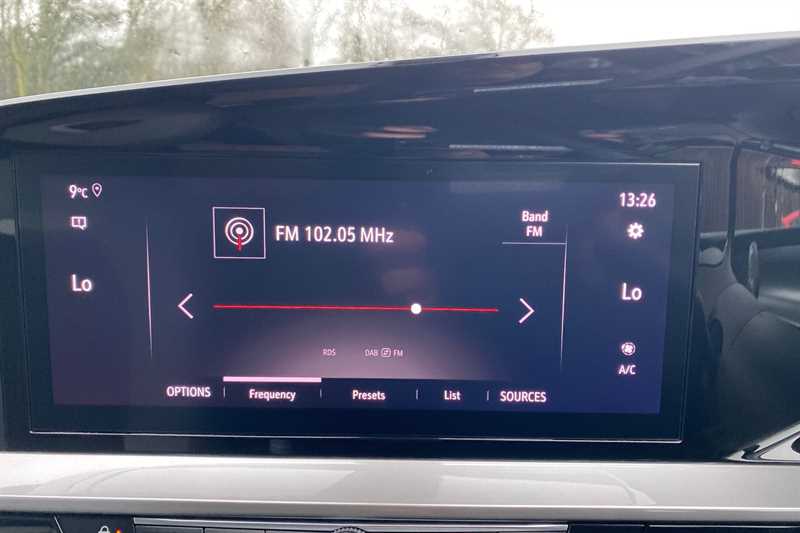 9°C
13:26
FM 102.05 MHz
Band
FM
Lo
Lo
RDS
DAB FM
A/C
OPTIONS
Frequency
Presets
List
SOURCES